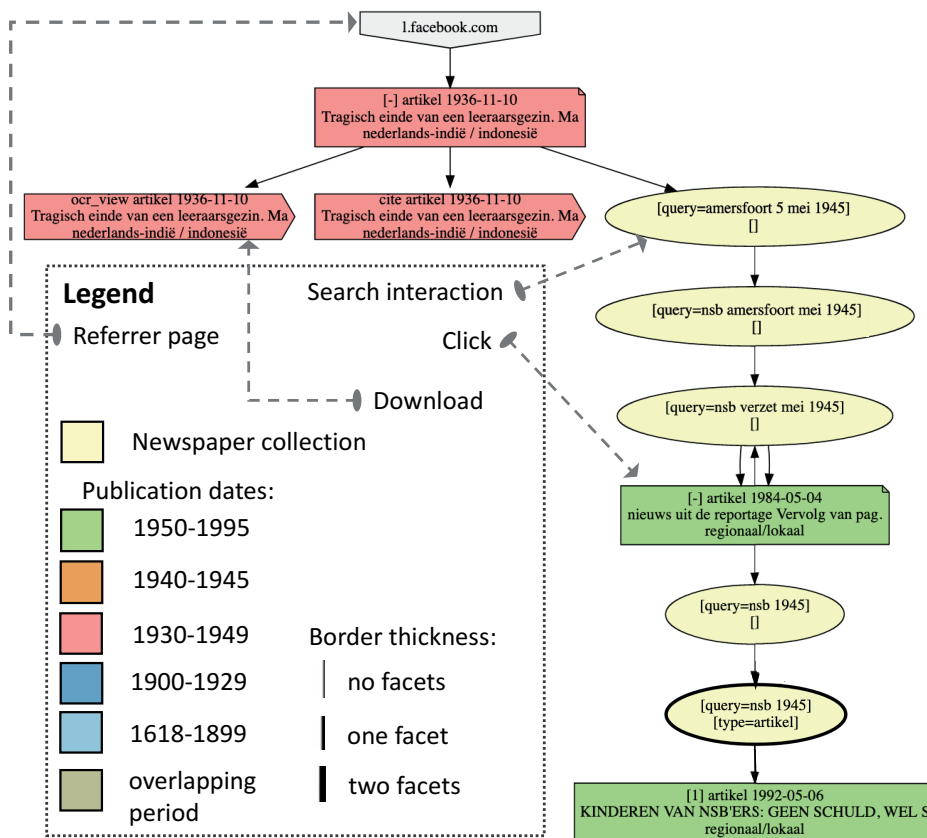 l.facebook.com
[-] artikel 1936-11-10
Tragisch einde van een leeraarsgezin. Ma
nederlands-indië / indonesië
ocr_view artikel 1936-11-10
Tragisch einde van een leeraarsgezin. Ma
nederlands-indië / indonesië
cite artikel 1936-11-10
Tragisch einde van een leeraarsgezin. Ma
nederlands-indië / indonesië
[query=amersfoort 5 mei 1945]
[]
[query=nsb amersfoort mei 1945]
[]
[query=nsb verzet mei 1945]
[]
[-] artikel 1984-05-04
nieuws uit de reportage Vervolg van pag.
regionaal/lokaal
[query=nsb 1945]
[]
[query=nsb 1945]
[type=artikel]
[1] artikel 1992-05-06
KINDEREN VAN NSB'ERS: GEEN SCHULD, WEL S
regionaal/lokaal
Legend
Search interaction
Referrer page
Click
Download
Newspaper collection
Publication dates:
1950-1995
1940-1945
1930-1949
1900-1929
1618-1899
overlapping
period
Border thickness:
no facets
one facet
two facets